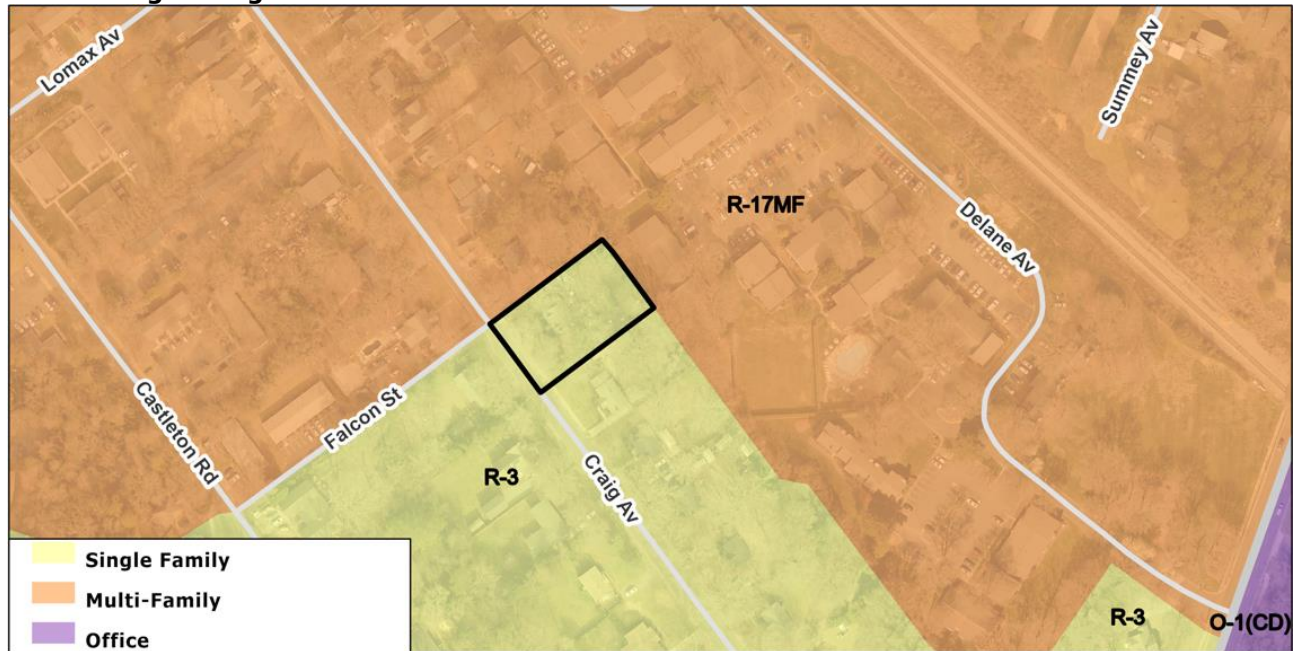 Lomax Av
Summey Av
R-17MF
Delane Av
Castleton Rd
Falcon St
R-3
Craig Av
Single Family
Multi-Family
Office
R-3
O-1(CD)